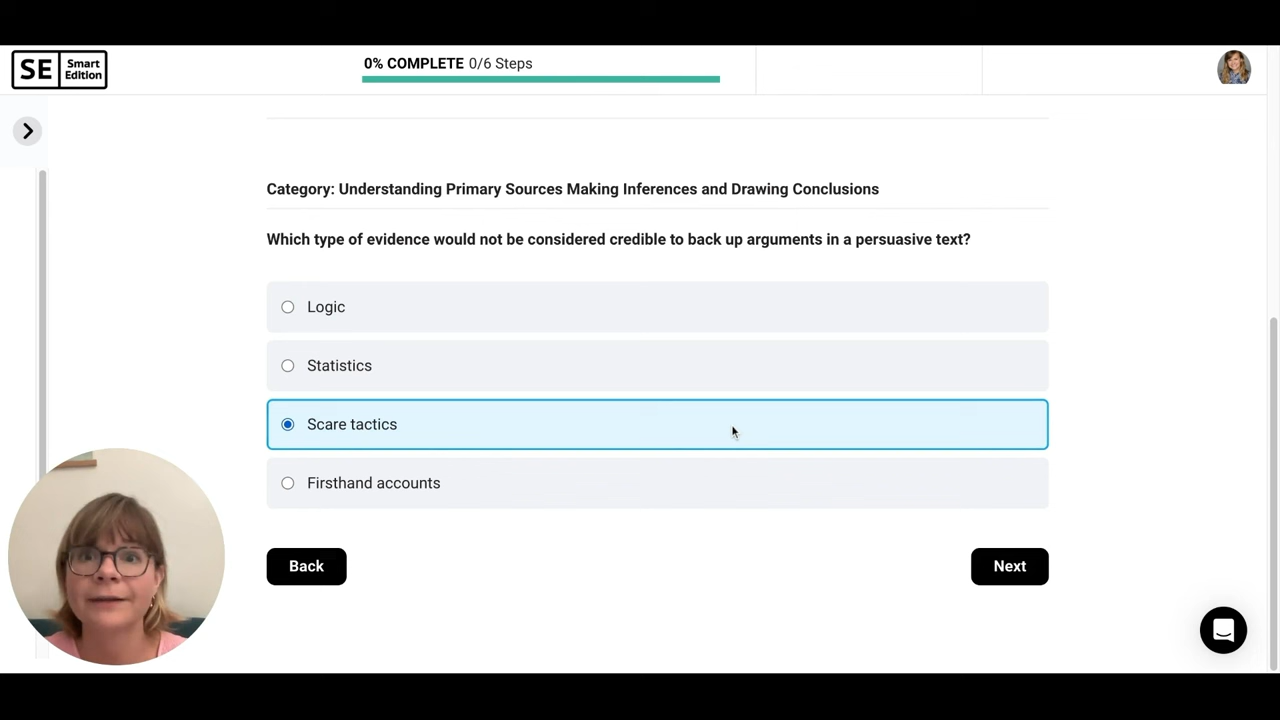 SE Smart Edition
0% COMPLETE 0/6 Steps
Category: Understanding Primary Sources Making Inferences and Drawing Conclusions
Which type of evidence would not be considered credible to back up arguments in a persuasive text?
Logic
Statistics
Scare tactics
Firsthand accounts
Back
Next